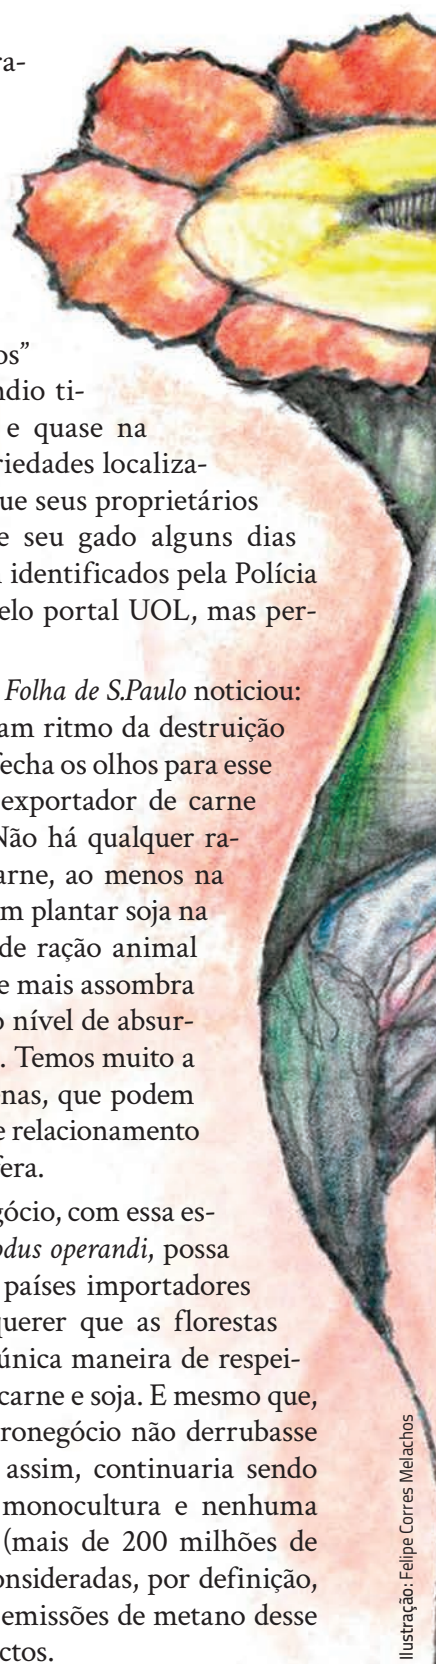 ra-
os”
ndio ti-
e quase na
riedades localiza-
ue seus proprietários
e seu gado alguns dias
identificados pela Polícia
elo portal UOL, mas per-
Folha de S.Paulo noticiou:
am ritmo da destruição
fecha os olhos para esse
exportador de carne
Não há qualquer ra-
arne, ao menos na
m plantar soja na
de ração animal
e mais assombra
o nível de absur-
. Temos muito a
nas, que podem
e relacionamento
fera.
gócio, com essa es-
odus operandi, possa
países importadores
querer que as florestas
única maneira de respei-
carne e soja. E mesmo que,
ronegócio não derrubasse
assim, continuaria sendo
monocultura e nenhuma
(mais de 200 milhões de
onsideradas, por definição,
emissões de metano desse
ctos.
Ilustração: Felipe Corres Melachos